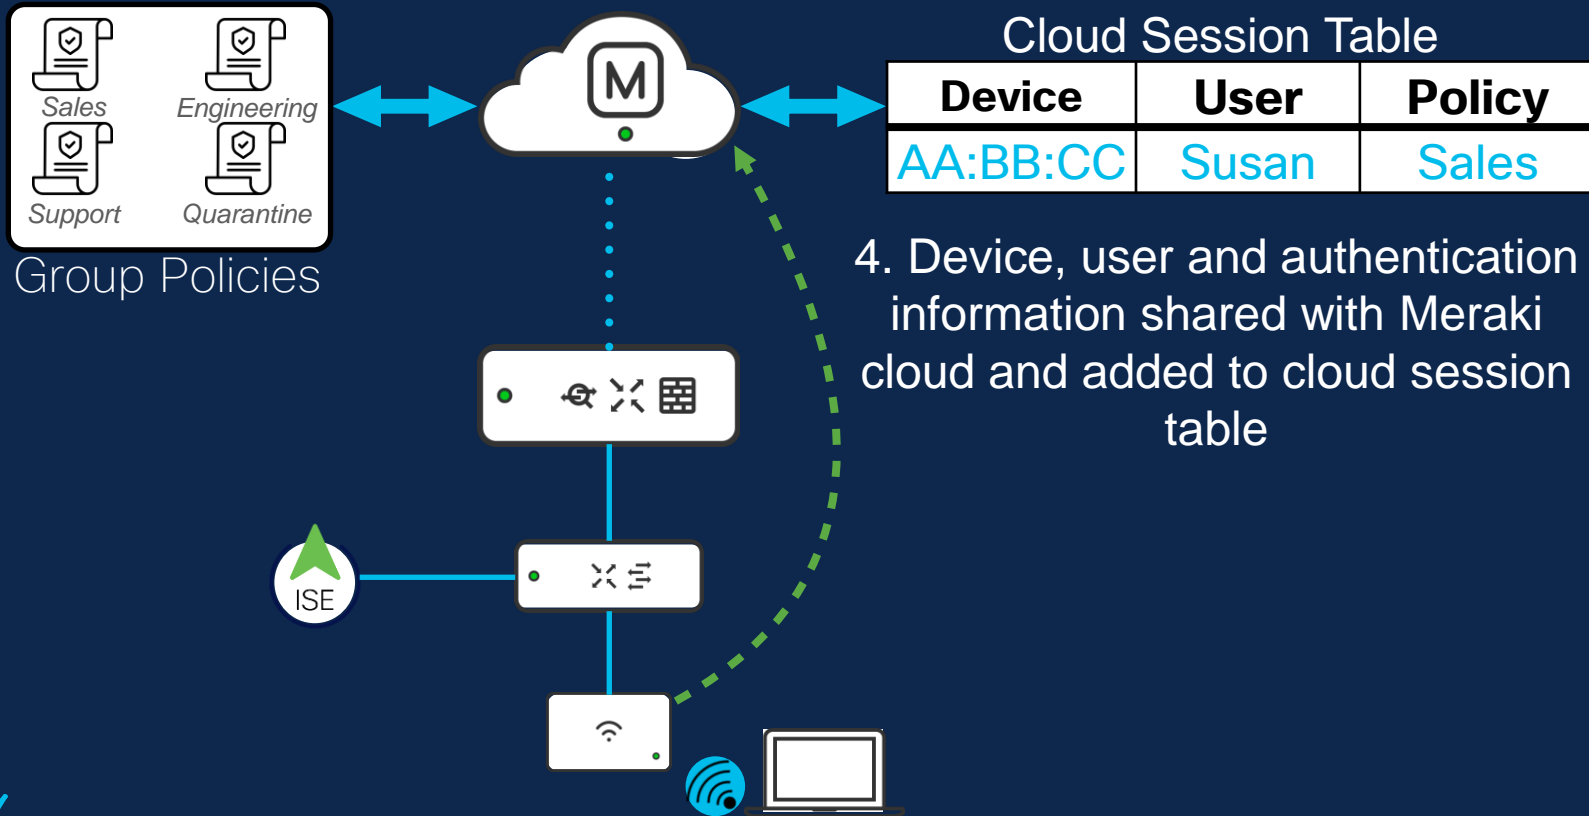 Sales
Engineering
Support
Quarantine
Group Policies
M
Cloud Session Table
Device User Policy
AA:BB:CC Susan Sales
4. Device, user and authentication
information shared with Meraki
cloud and added to cloud session
table
ISE